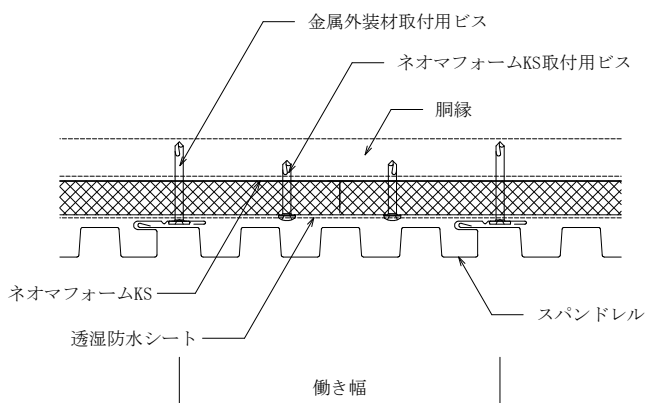 金属外装材取付用ビス
ネオマフォームKS取付用ビス
胴縁
ネオマフォームKS
スパンドレル
透湿防水シート
働き幅